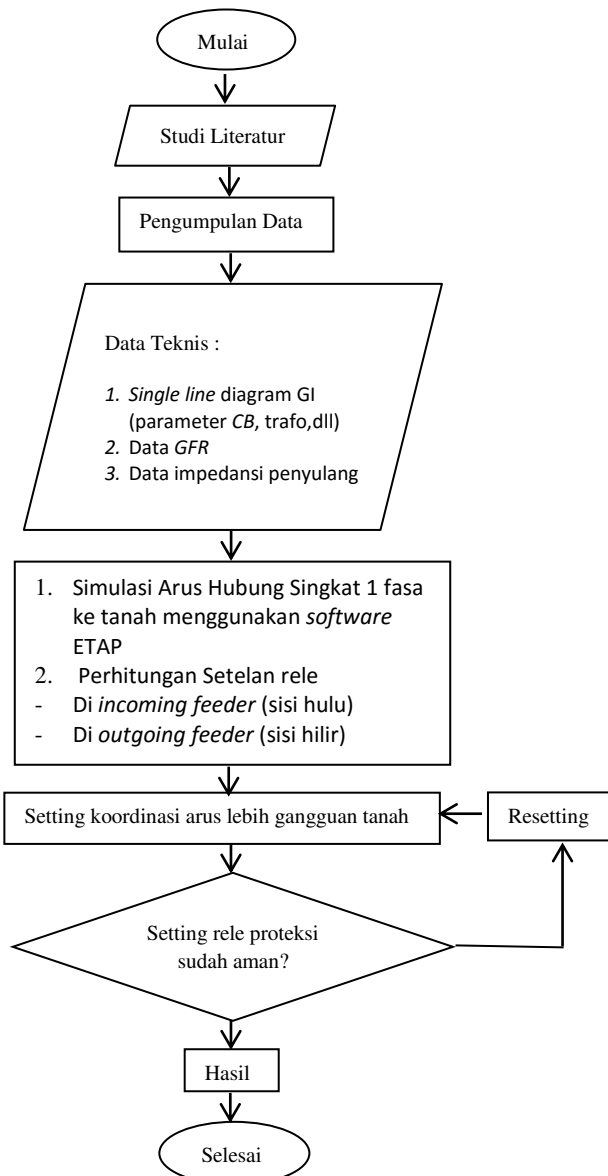 Mulai
Studi Literatur
Pengumpulan Data
Data Teknis :
1. Single line diagram GI
(parameter CB, trafo,dll)
2. Data GFR
3. Data impedansi penyulang
1. Simulasi Arus Hubung Singkat 1 fasa
ke tanah menggunakan software
ETAP
2. Perhitungan Setelan rele
- Di incoming feeder (sisi hulu)
- Di outgoing feeder (sisi hilir)
Setting koordinasi arus lebih gangguan tanah
Resetting
Setting rele proteksi
sudah aman?
Hasil
Selesai